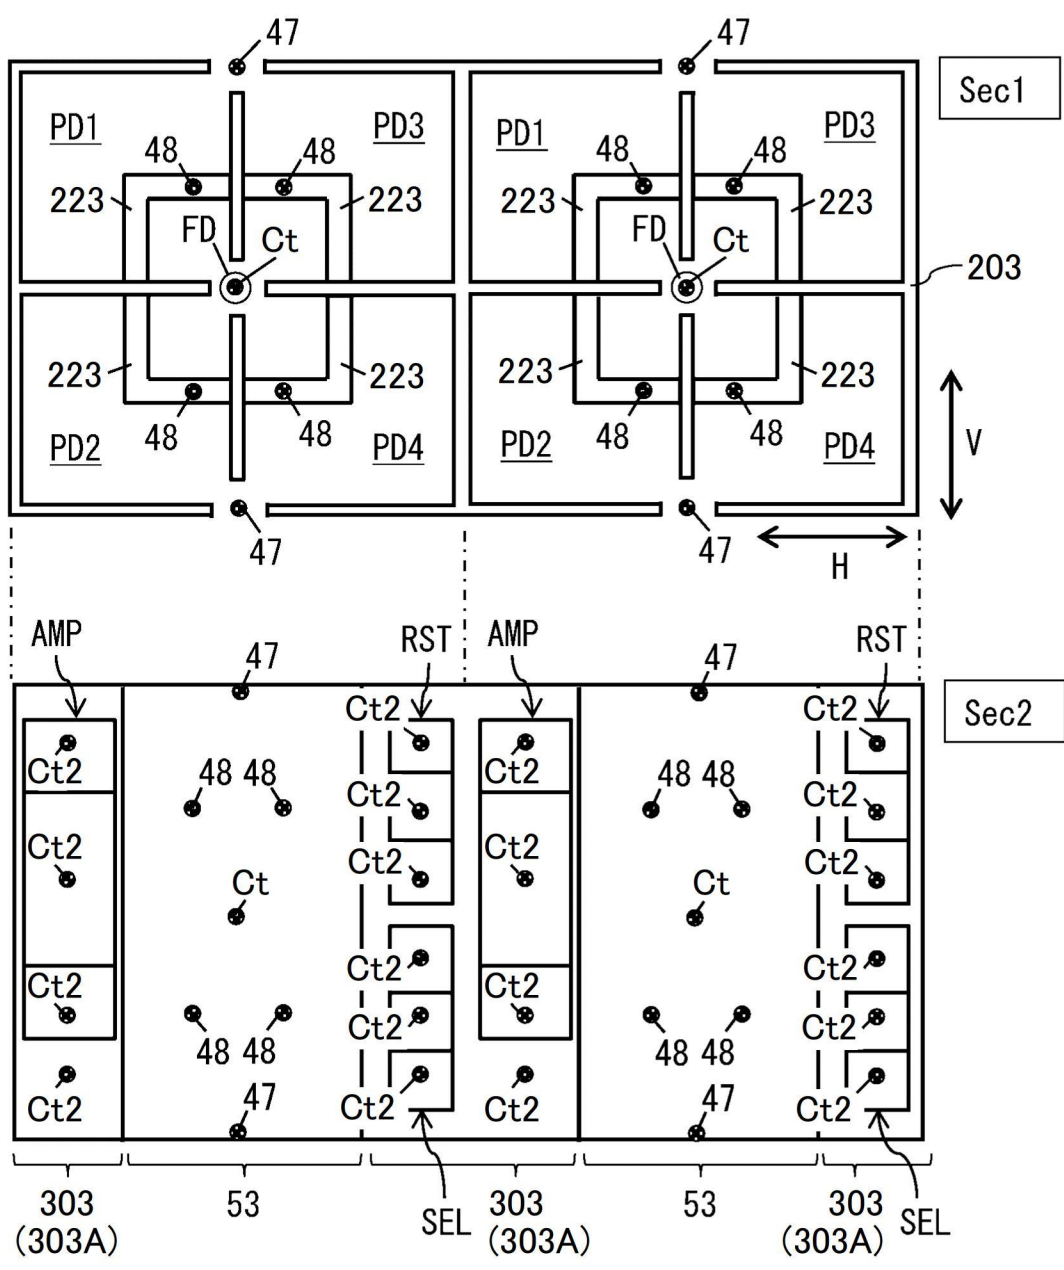 47 47
Sec1
PD1 PD3 PD1 PD3
48 48 48 48
223 223 223 223
FD Ct FD Ct
203
223 223 223 223
48 48 48 48
PD2 PD4 PD2 PD4
V
47 47
H
AMP RST AMP RST
47 47
Sec2
Ct2 Ct2
Ct2 Ct2
48 48 48 48
Ct2 Ct2
Ct2 Ct2 Ct2 Ct2
Ct Ct
Ct2 Ct2 Ct2 Ct2
Ct2 Ct2
48 48 48 48
Ct2 Ct2 Ct2 Ct2
47 47
303 53 303 53 303
(303A) SEL (303A) (303A) SEL